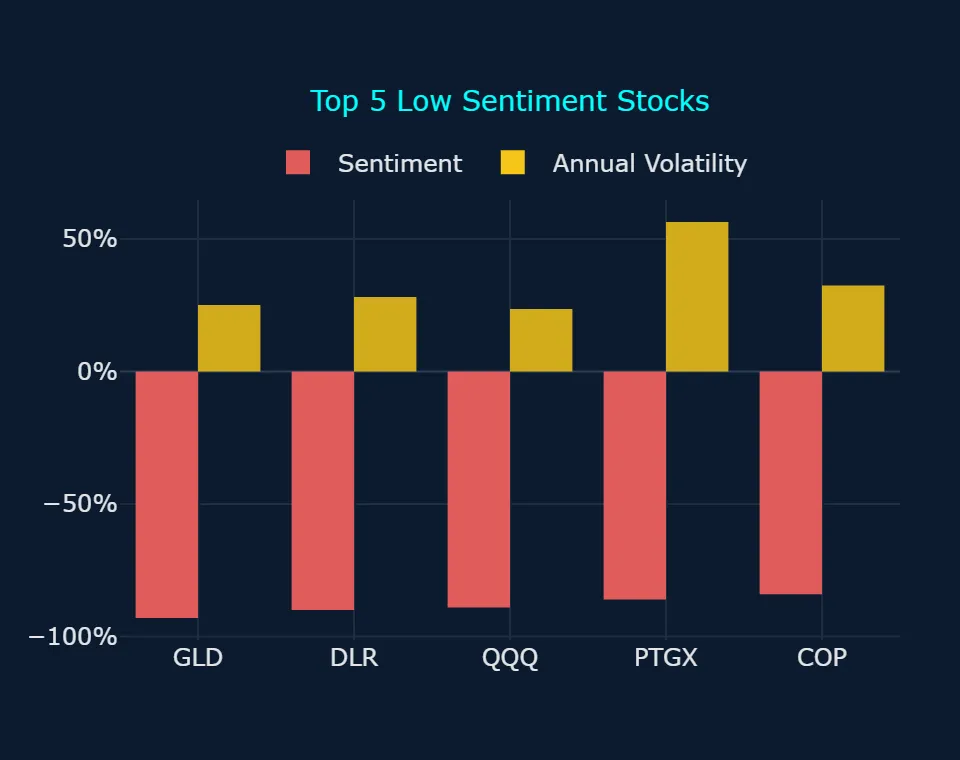 Top 5 Low Sentiment Stocks
Sentiment Annual Volatility
50%
0%
−50%
−100%
GLD DLR QQQ PTGX COP